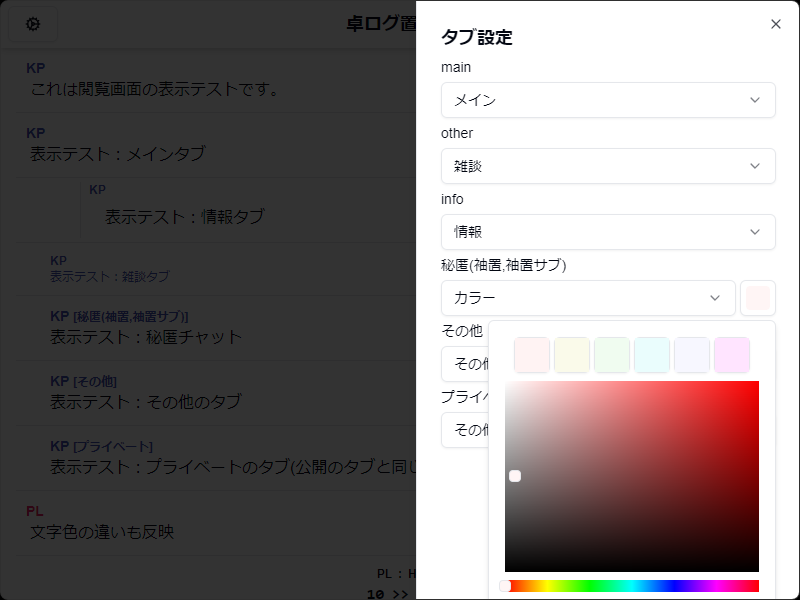 卓ログ置
KP
これは閲覧画面の表示テストです。
KP
表示テスト：メインタブ
KP
表示テスト：情報タブ
KP
表示テスト：雑談タブ
KP [秘匿(袖置,袖置サブ)]
表示テスト：秘匿チャット
KP [その他]
表示テスト：その他のタブ
KP [プライベート]
表示テスト：プライベートのタブ(公開のタブと同じ
PL
文字色の違いも反映
PL : H
10 >>
タブ設定
main
メイン
other
雑談
info
情報
秘匿(袖置,袖置サブ)
カラー
その他
その他
プライベ
その他